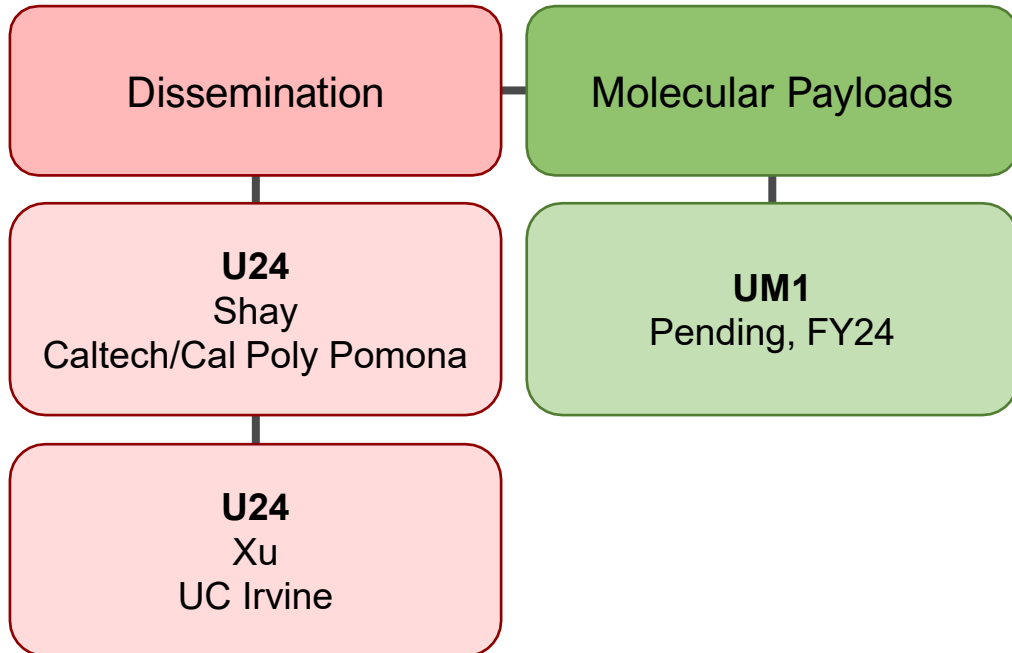 Dissemination
Molecular Payloads
U24
Shay
Caltech/Cal Poly Pomona
UM1
Pending, FY24
U24
Xu
UC Irvine